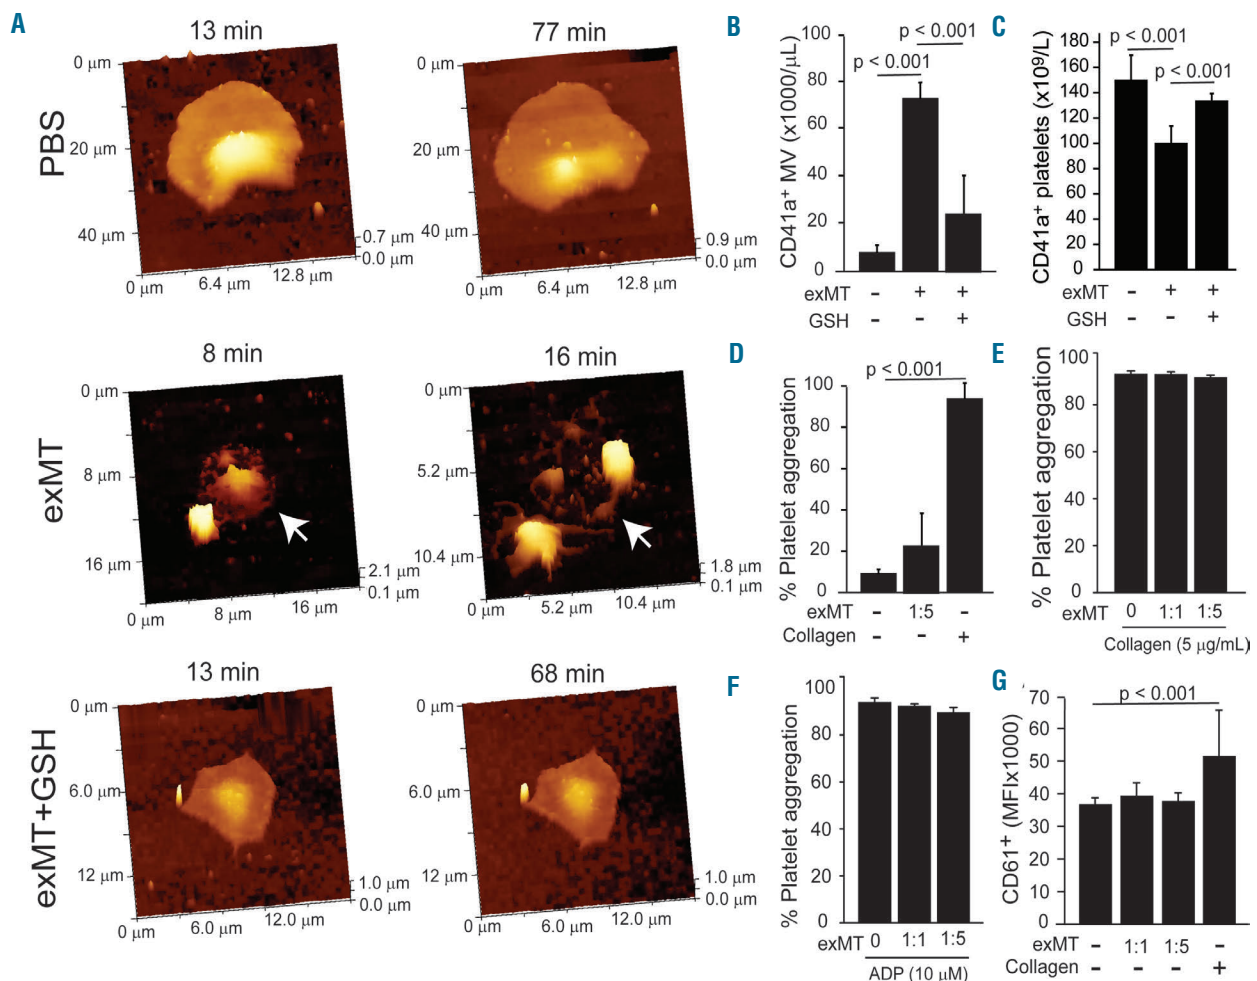 A
13 min
77 min
PBS
0 µm
20 µm
40 µm
0 µm
6.4 µm
12.8 µm
0.7 µm
0.0 µm
0 µm
20 µm
40 µm
0 µm
6.4 µm
12.8 µm
0.9 µm
0.0 µm
8 min
16 min
exMT
0 µm
8 µm
16 µm
0 µm
8 µm
16 µm
2.1 µm
0.1 µm
0 µm
5.2 µm
10.4 µm
0 µm
5.2 µm
10.4 µm
1.8 µm
0.1 µm
13 min
68 min
exMT+GSH
0 µm
6.0 µm
12 µm
0 µm
6.0 µm
12.0 µm
1.0 µm
0.0 µm
0 µm
6.0 µm
12 µm
0 µm
6.0 µm
12.0 µm
1.0 µm
0.0 µm
B
CD41a⁺ MV (x1000/µL)
100
80
60
40
20
0
p < 0.001
p < 0.001
exMT - + +
GSH - - +
C
CD41a⁺ platelets (x10⁹/L)
180
160
140
120
100
180
160
140
120
0
p < 0.001
p < 0.001
exMT - + +
GSH - - +
D
% Platelet aggregation
100
80
60
40
20
0
p < 0.001
exMT - 1:5 -
Collagen - - +
E
% Platelet aggregation
100
80
60
40
20
0
exMT 0 1:1 1:5
Collagen (5 µg/mL)
F
% Platelet aggregation
100
80
60
40
20
0
exMT 0 1:1 1:5
ADP (10 µM)
G
CD61⁺ (MFIx1000)
70
60
50
40
30
20
10
0
p < 0.001
exMT - 1:1 1:5 -
Collagen - - - +